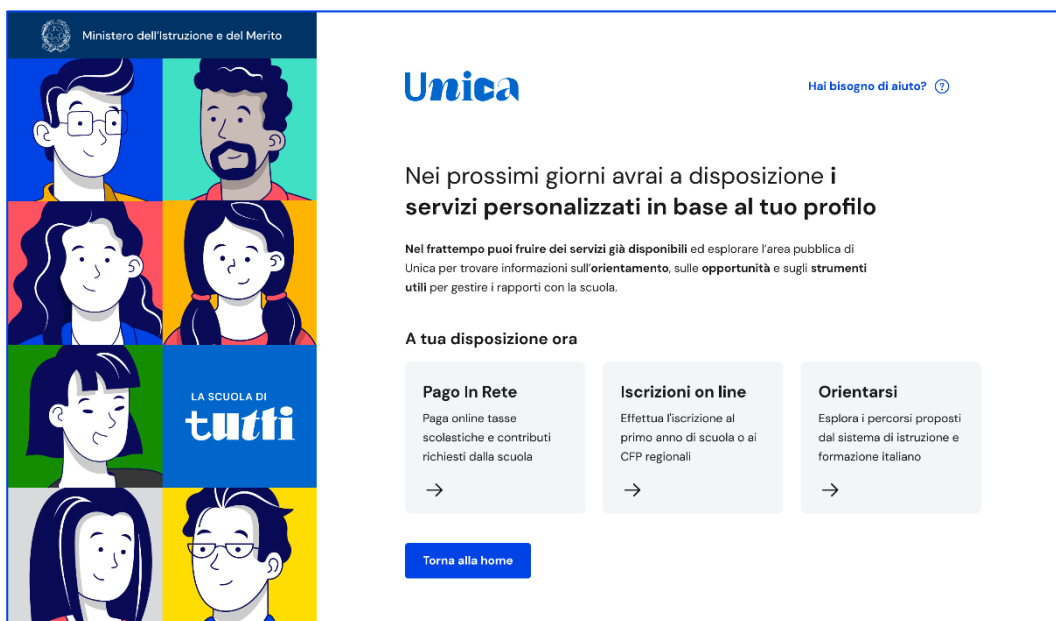 Ministero dell'Istruzione e del Merito
LA SCUOLA DI
tutti
Unica
Hai bisogno di aiuto?
Nei prossimi giorni avrai a disposizione i
servizi personalizzati in base al tuo profilo
Nel frattempo puoi fruire dei servizi già disponibili ed esplorare l'area pubblica di
Unica per trovare informazioni sull'orientamento, sulle opportunità e sugli strumenti
utili per gestire i rapporti con la scuola.
A tua disposizione ora
Pago In Rete
Paga online tasse
scolastiche e contributi
richiesti dalla scuola
Iscrizioni on line
Effettua l'iscrizione al
primo anno di scuola o ai
CFP regionali
Orientarsi
Esplora i percorsi proposti
dal sistema di istruzione e
formazione italiano
Torna alla home